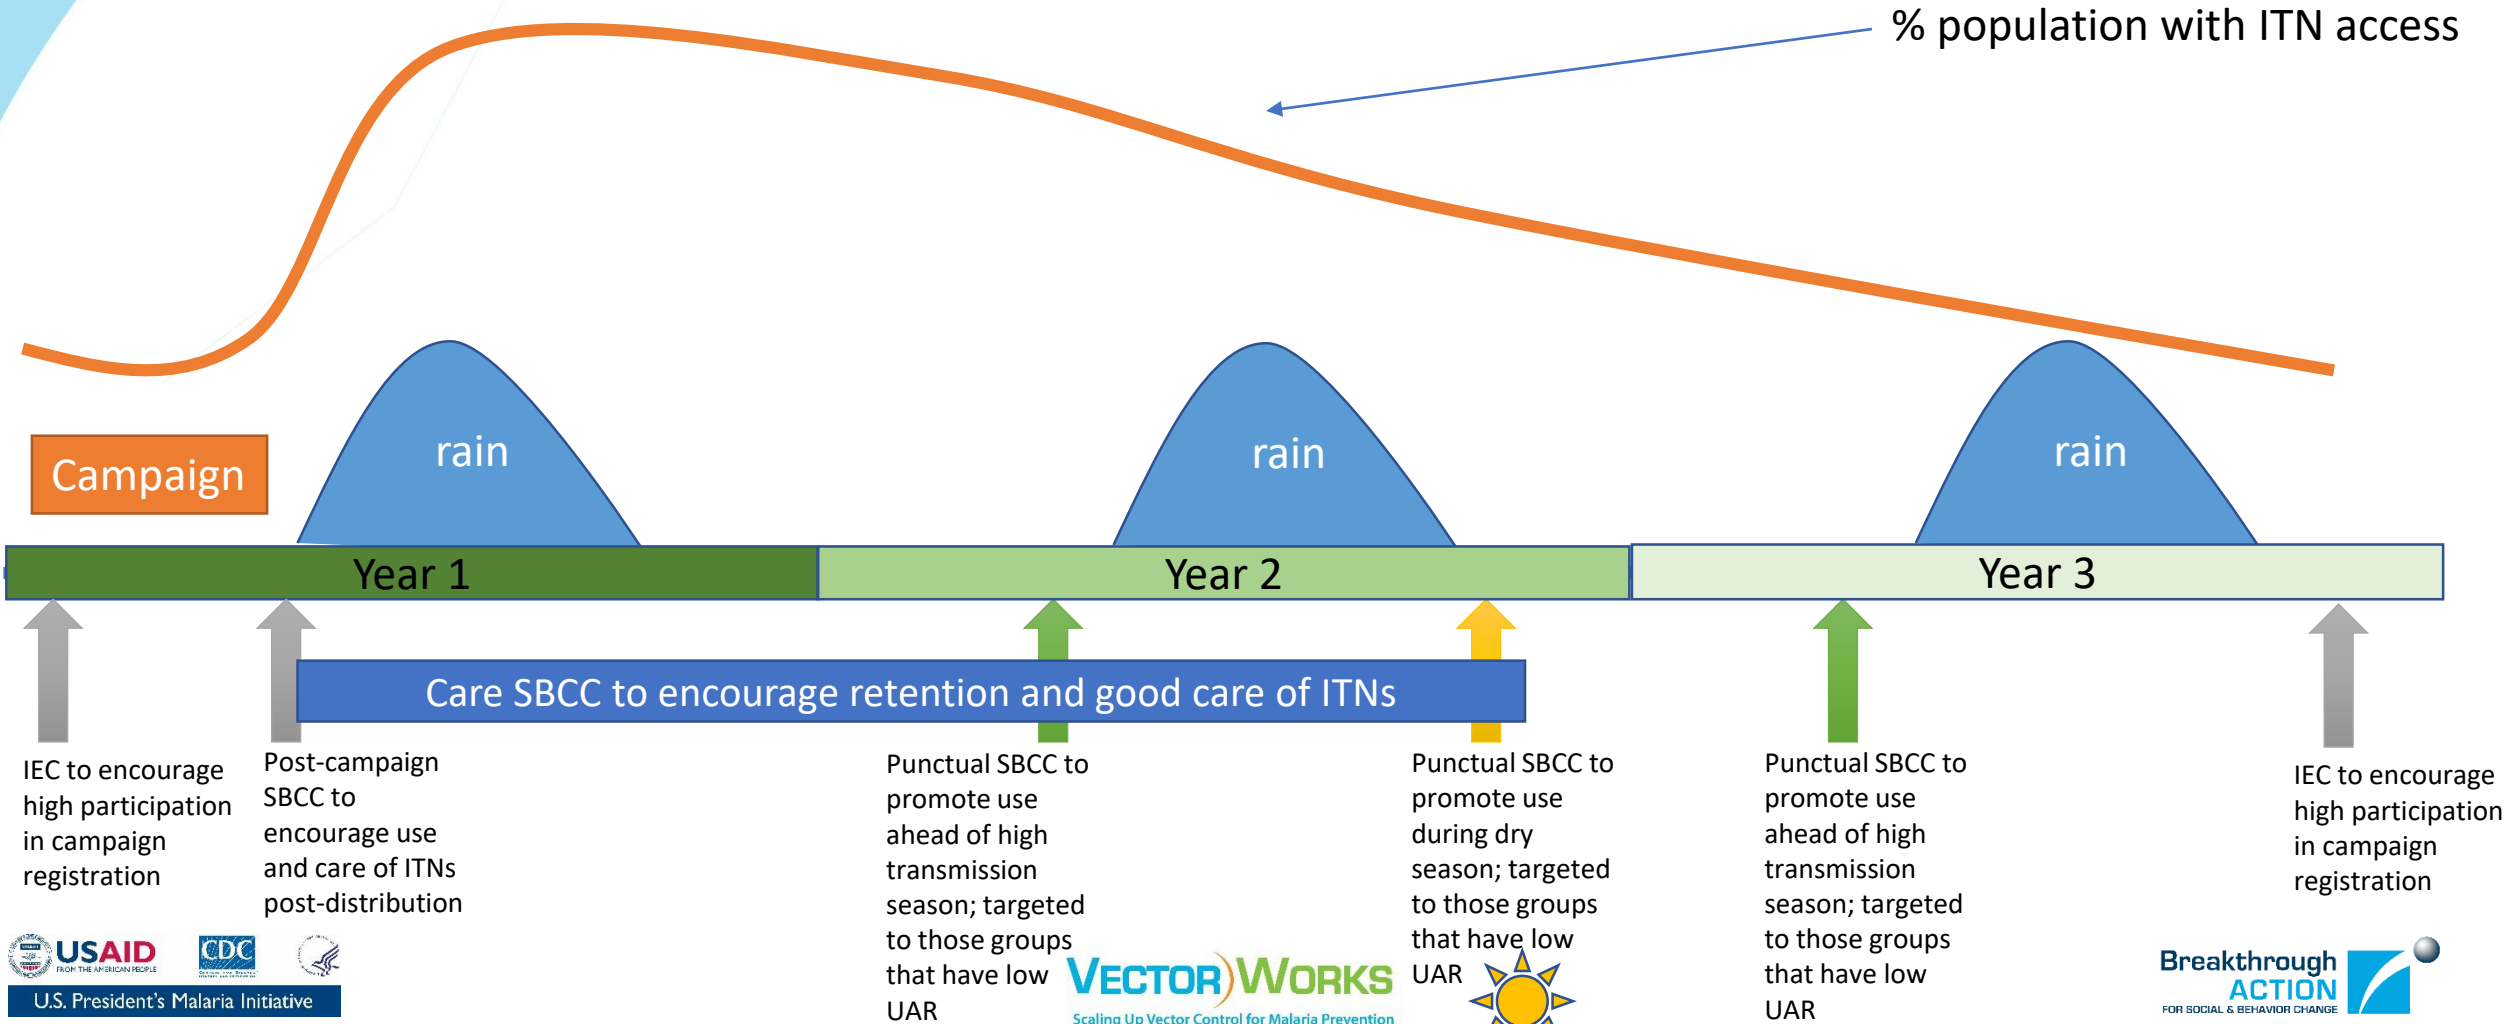 % population with ITN access
rain
rain
rain
Campaign
Year 1
Year 2
Year 3
Care SBCC to encourage retention and good care of ITNs
IEC to encourage
high participation
in campaign
registration
Post-campaign
SBCC to
encourage use
and care of ITNs
post-distribution
Punctual SBCC to
promote use
ahead of high
transmission
season; targeted
to those groups
that have low
UAR
Punctual SBCC to
promote use
during dry
season; targeted
to those groups
that have low
UAR
Punctual SBCC to
promote use
ahead of high
transmission
season; targeted
to those groups
that have low
UAR
IEC to encourage
high participation
in campaign
registration
USAID
FROM THE AMERICAN PEOPLE
CDC
U.S. President's Malaria Initiative
VECTORWORKS
Scaling Up Vector Control for Malaria Prevention
Breakthrough
ACTION
FOR SOCIAL & BEHAVIOR CHANGE